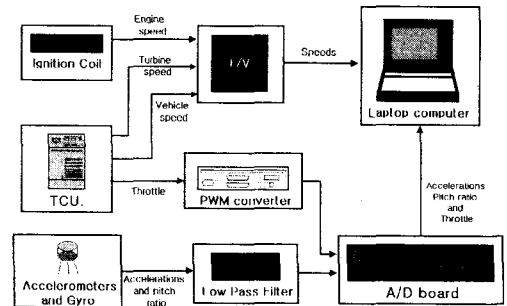 Engine
speed
Ignition Coil
Turbine
speed
Speeds
Vehicle
speed
Laptop computer
TCU.
Throttle
PWM converter
Accelerations
Pitch ratio
and
Throttle
Accelerometers
and Gyro
Accelerations
and pitch
ratio
Low Pass Filter
A/D board